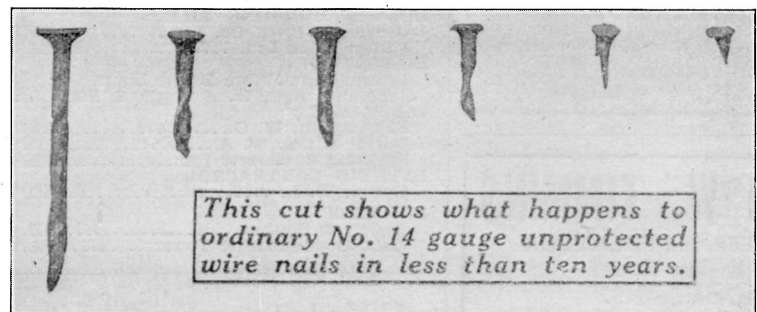 This cut shows what happens to
ordinary No. 14 gauge unprotected
wire nails in less than ten years.